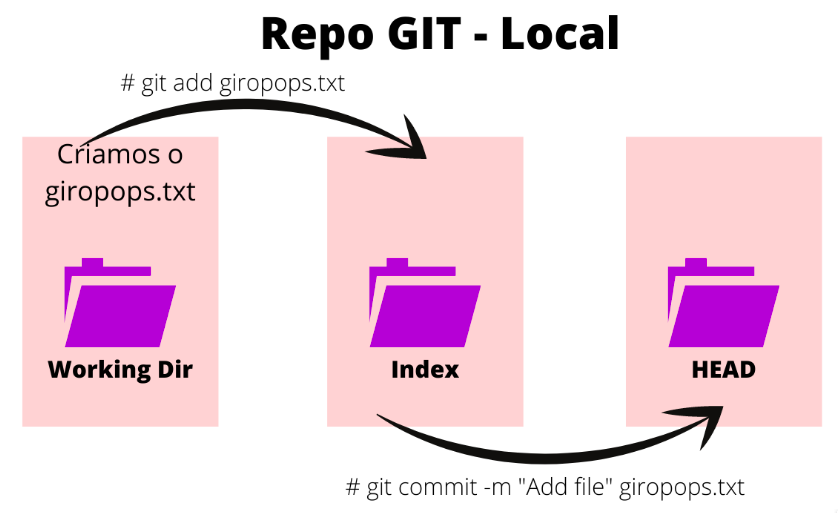 Repo GIT - Local
# git add giropops.txt
Criamos o
giropops.txt
Working Dir
Index
HEAD
# git commit -m "Add file" giropops.txt